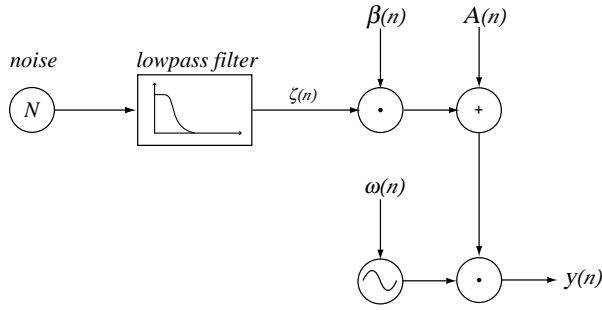 β(n) A(n)
noise lowpass filter
N ζ(n) • +
ω(n)
• y(n)